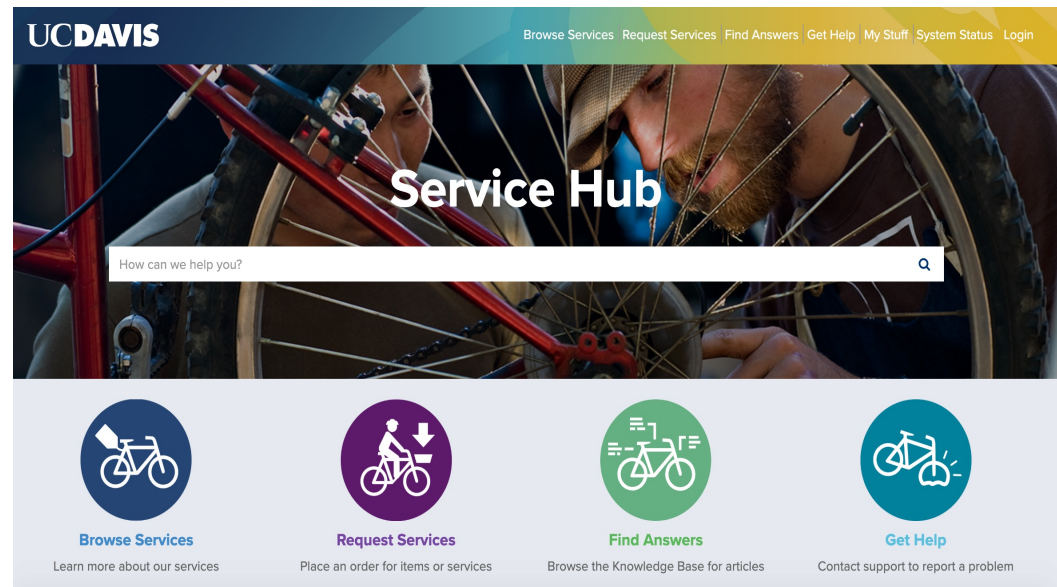 UCDAVIS
Browse Services Request Services Find Answers Get Help My Stuff System Status Login
Service Hub
How can we help you?
Browse Services
Learn more about our services
Request Services
Place an order for items or services
Find Answers
Browse the Knowledge Base for articles
Get Help
Contact support to report a problem